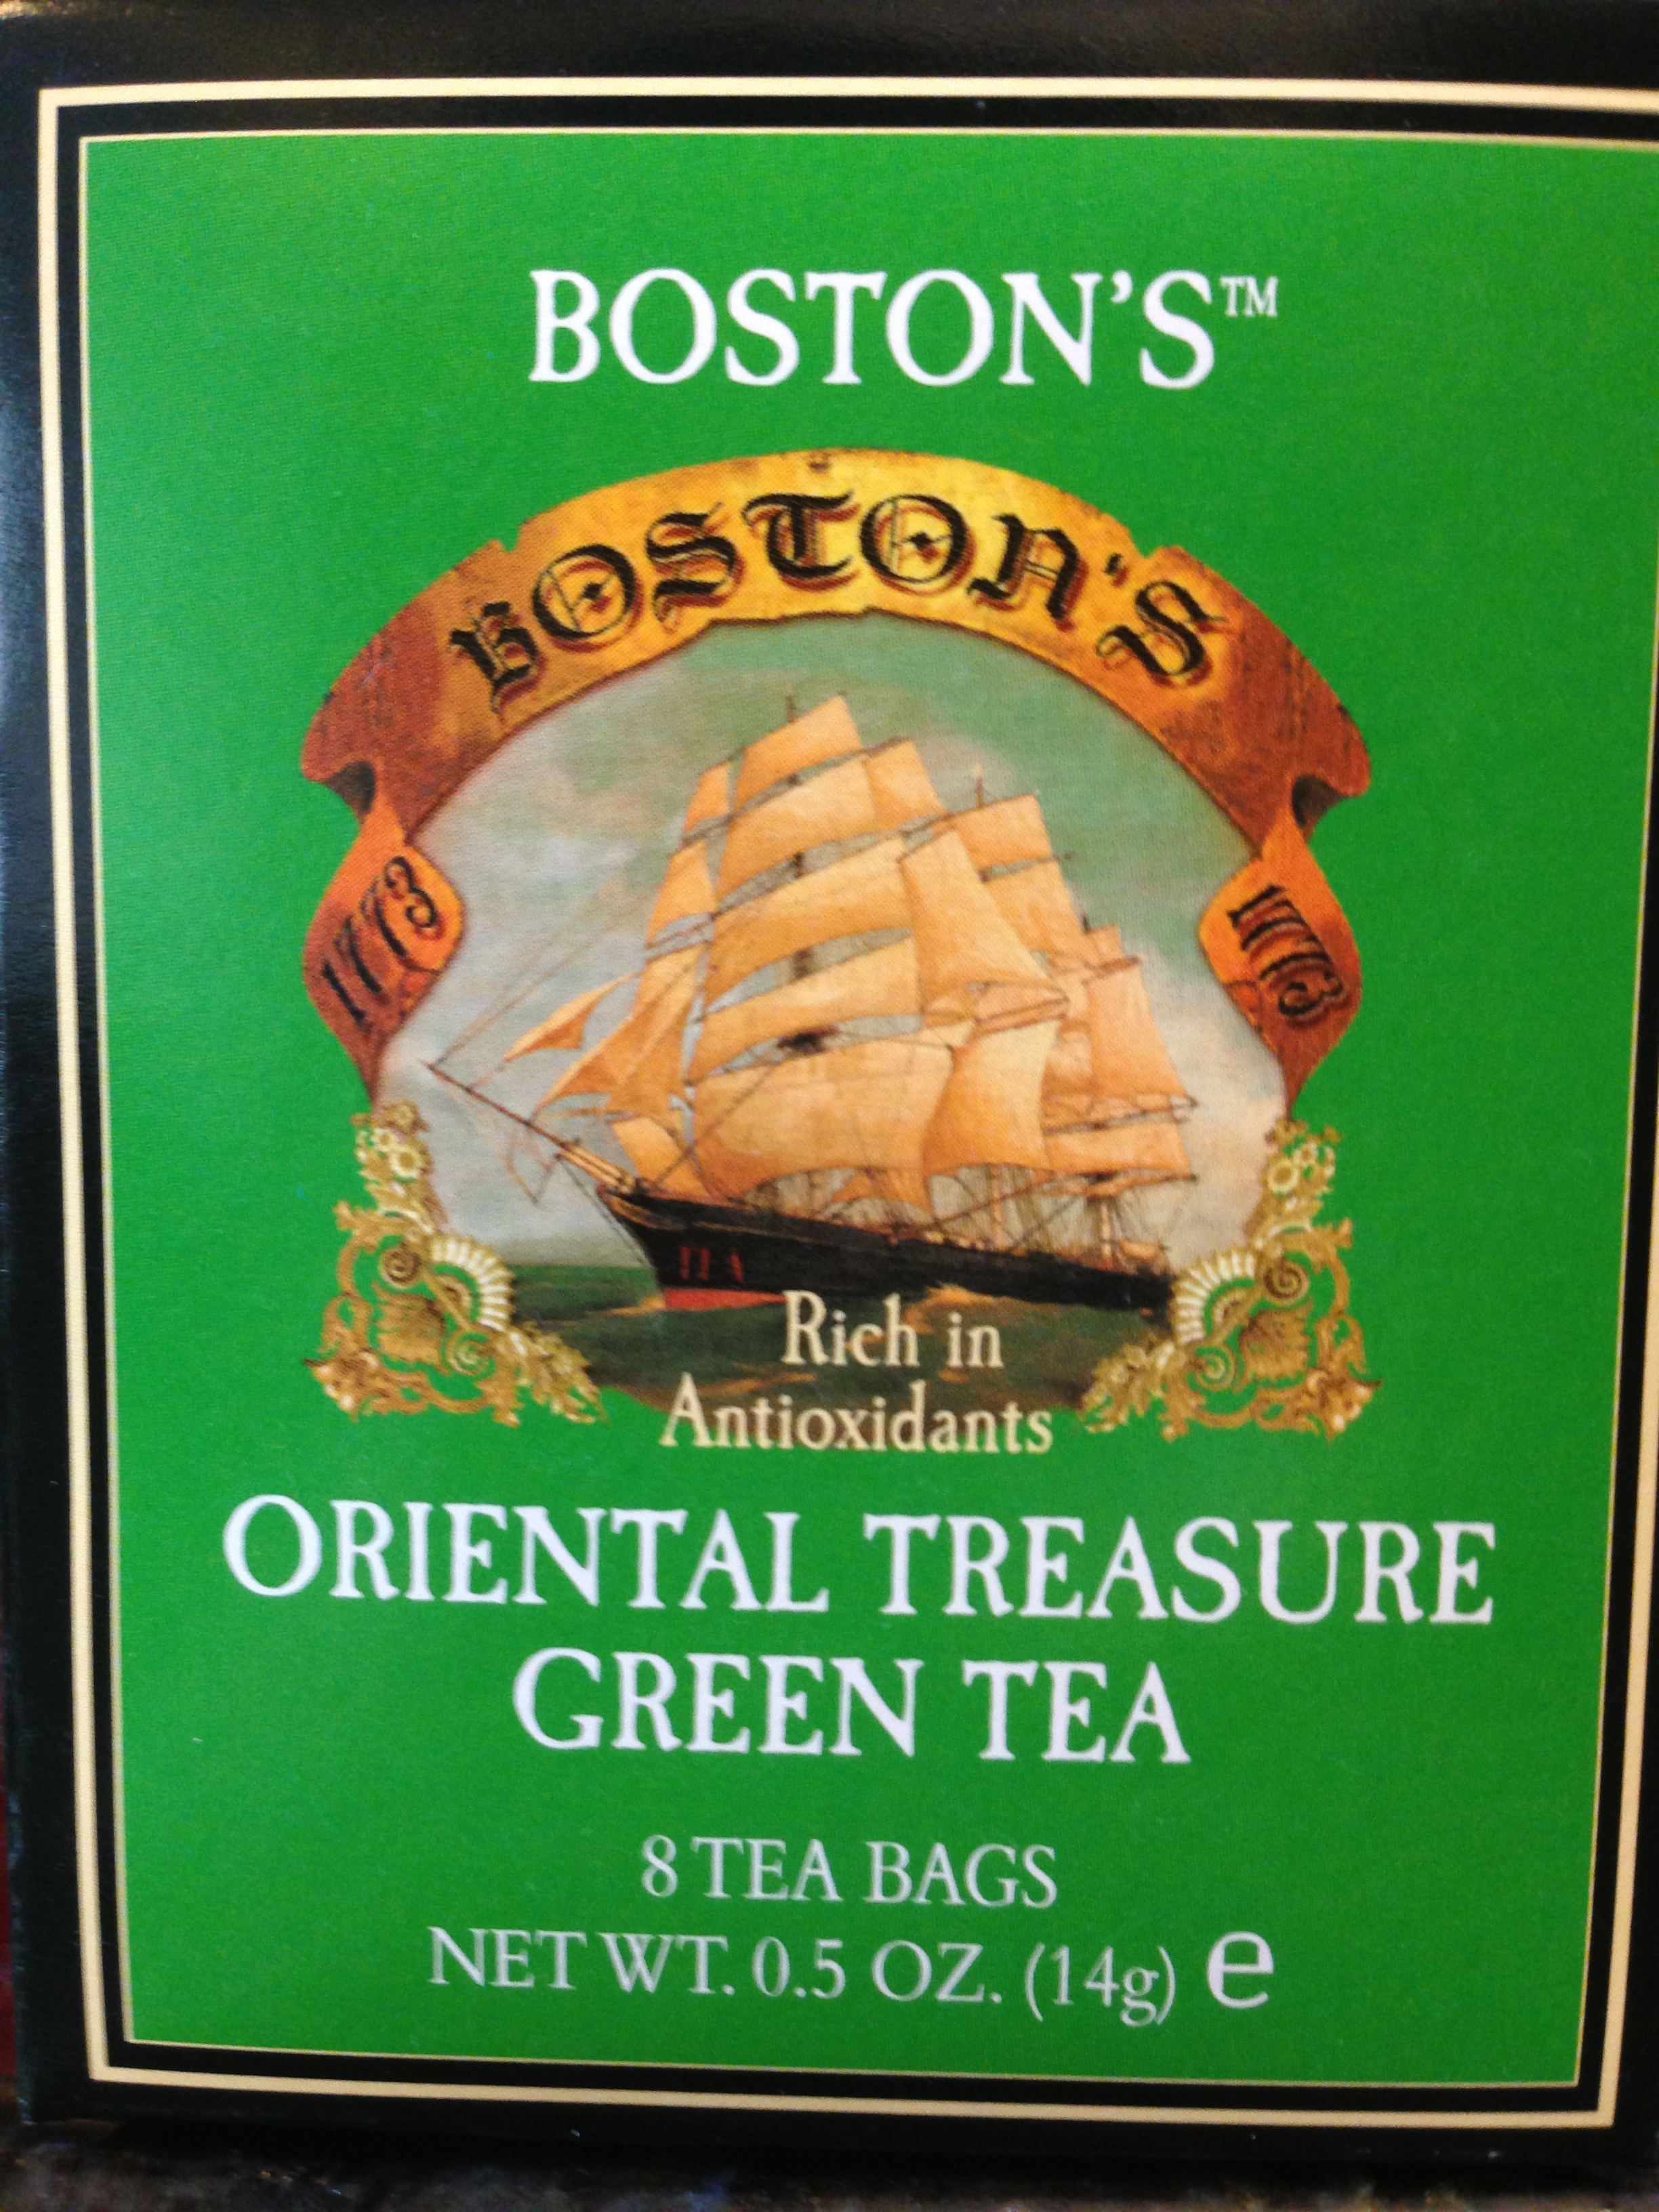 BOSTON'S™
BOSTON'S
1773 1773
TEA
Rich in
Antioxidants
ORIENTAL TREASURE
GREEN TEA
8 TEA BAGS
NET WT. 0.5 OZ. (14g) ℮